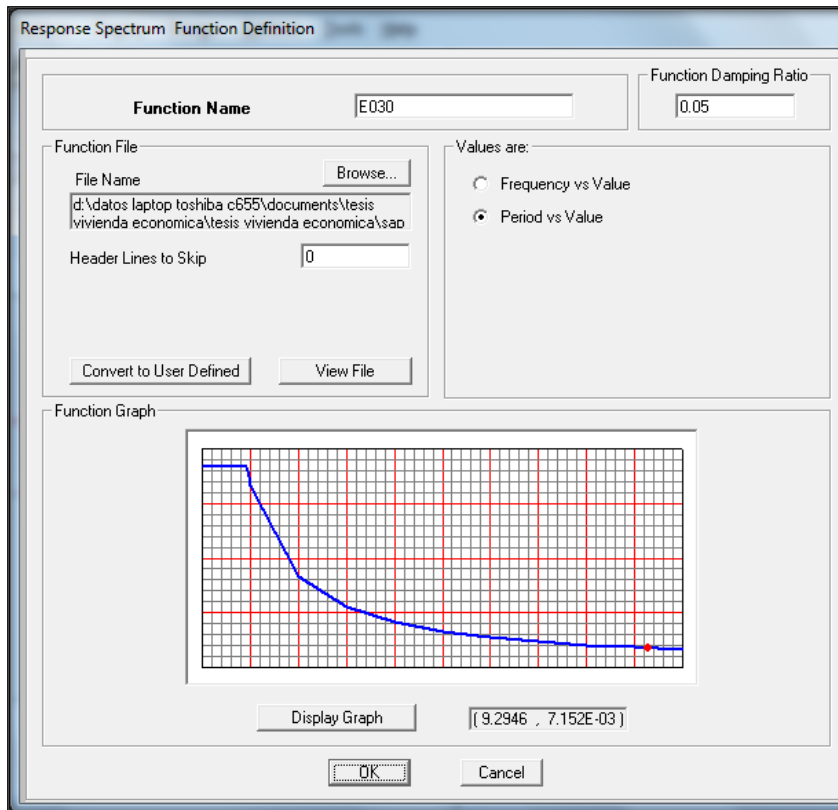 Response Spectrum Function Definition
Function Name
E030
Function Damping Ratio
0.05
Function File
File Name
Browse...
d:\datos laptop toshiba c655\documents\tesis
vivienda economica\tesis vivienda economica\sap
Header Lines to Skip
0
Convert to User Defined
View File
Values are:
Frequency vs Value
Period vs Value
Function Graph
Display Graph
( 9.2946 , 7.152E-03 )
OK
Cancel